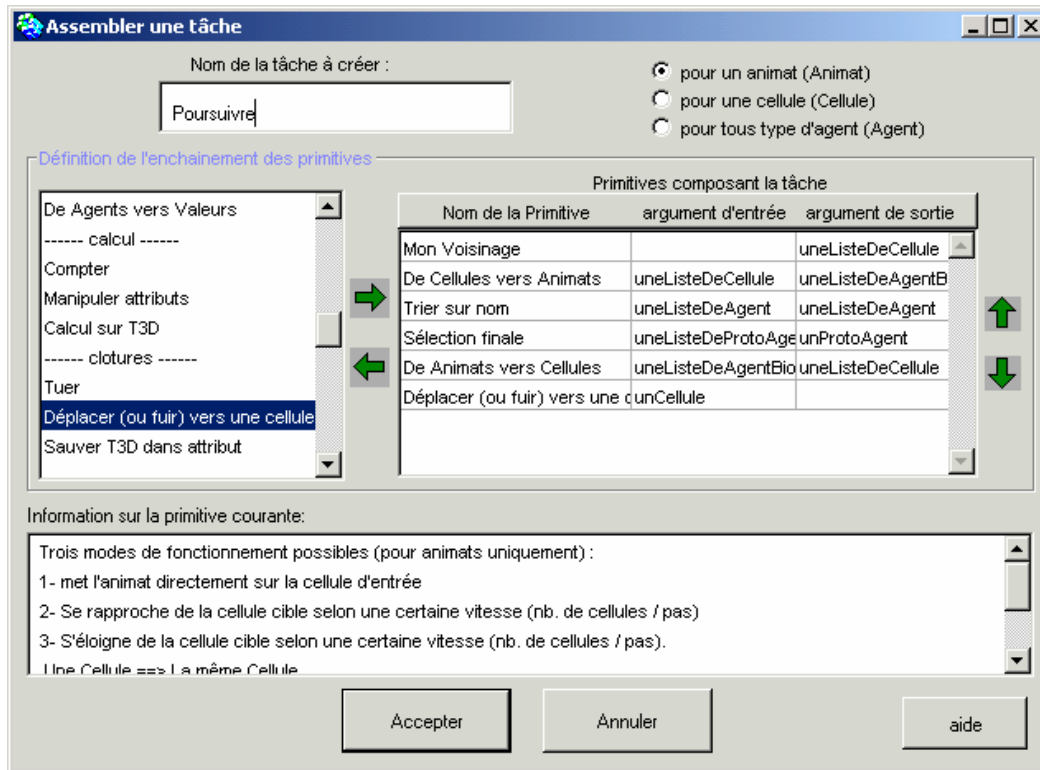 Assembler une tâche
Nom de la tâche à créer :
Poursuivre
pour un animat (Animat)
pour une cellule (Cellule)
pour tous type d'agent (Agent)
Définition de l'enchainement des primitives
De Agents vers Valeurs
------ calcul ------
Compter
Manipuler attributs
Calcul sur T3D
------ clotures ------
Tuer
Déplacer (ou fuir) vers une cellule
Sauver T3D dans attribut
Primitives composant la tâche
Nom de la Primitive argument d'entrée argument de sortie
Mon Voisinage uneListeDeCellule
De Cellules vers Animats uneListeDeCellule uneListeDeAgentB
Trier sur nom uneListeDeAgent uneListeDeAgent
Sélection finale uneListeDeProtoAge unProtoAgent
De Animats vers Cellules uneListeDeAgentBio uneListeDeCellule
Déplacer (ou fuir) vers une c unCellule
Information sur la primitive courante:
Trois modes de fonctionnement possibles (pour animats uniquement) :
1- met l'animat directement sur la cellule d'entrée
2- Se rapproche de la cellule cible selon une certaine vitesse (nb. de cellules / pas)
3- S'éloigne de la cellule cible selon une certaine vitesse (nb. de cellules / pas).
Une Cellule ==> La même Cellule
Accepter
Annuler
aide